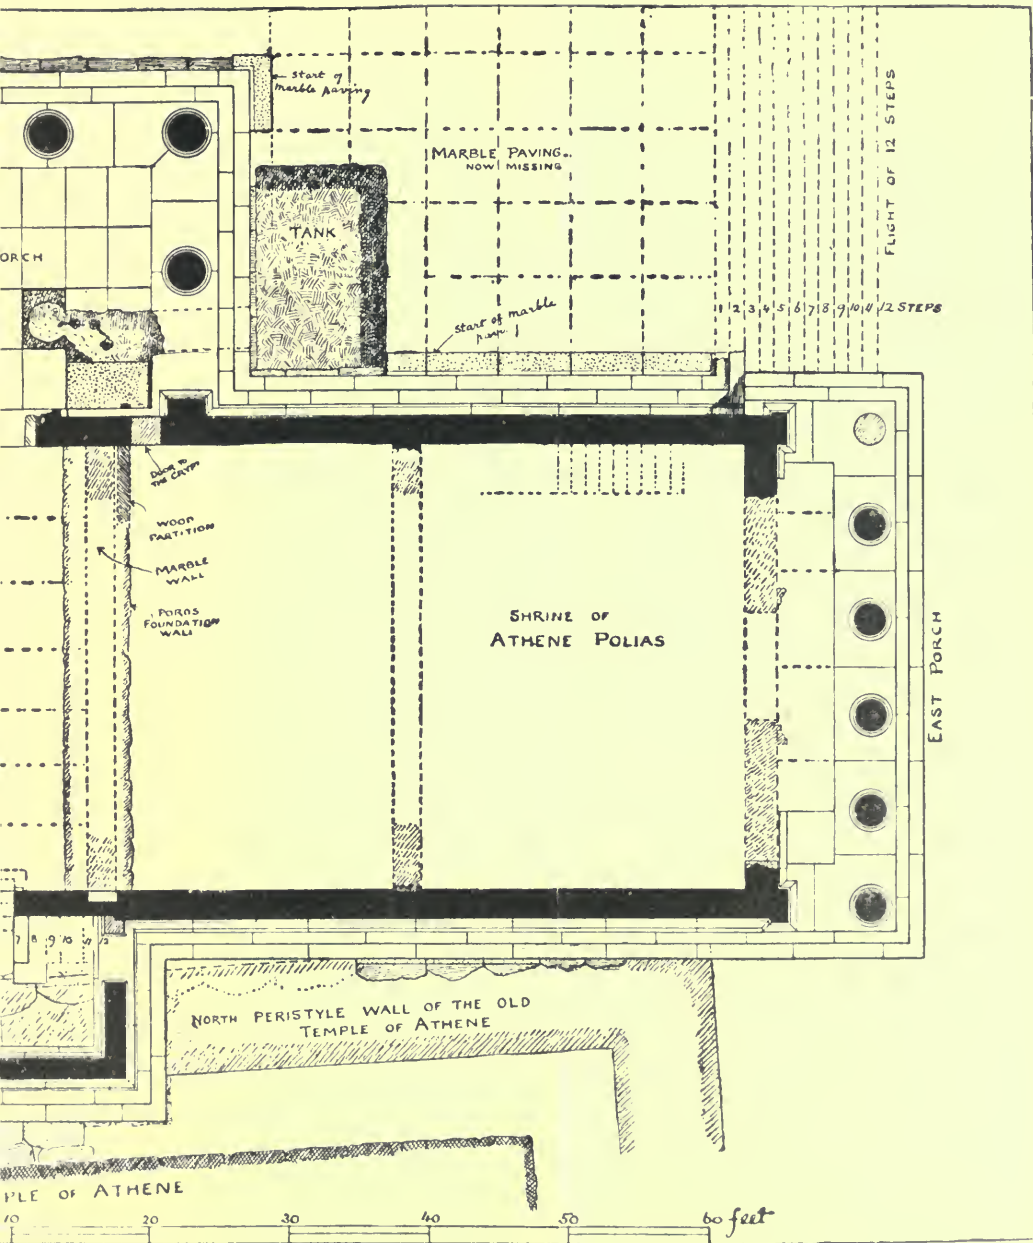 start of
marble paving
MARBLE PAVING.
NOW MISSING
FLIGHT OF 12 STEPS
TANK
ORCH
start of marble
1 2 3 4 5 6 7 8 9 10 11 12 STEPS
DOOR TO
THE CRYPT
WOOD
PARTITION
MARBLE
WALL
POROS
FOUNDATION
WALL
SHRINE OF
ATHENE POLIAS
EAST PORCH
7 8 9 10 11 12
NORTH PERISTYLE WALL OF THE OLD
TEMPLE OF ATHENE
PLE OF ATHENE
10 20 30 40 50 60 feet